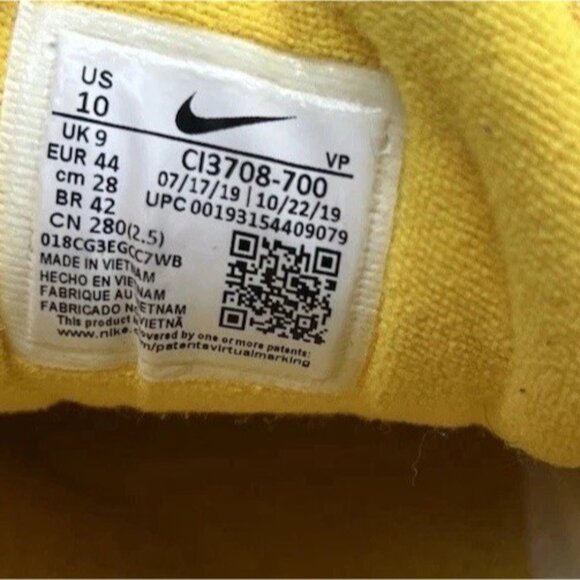 US
10
UK 9
EUR 44
cm 28
BR 42
CN 280(2.5)
VP
CI3708-700
07/17/19 | 10/22/19
UPC 00193154409079
018CG3EGCC7WB
MADE IN VIETNAM
HECHO EN VIETNAM
FABRIQUE AU
FABRICADO NO VIETNÃ
This product covered by one or more patents:
www.nike.com/patentsvirtualmarking